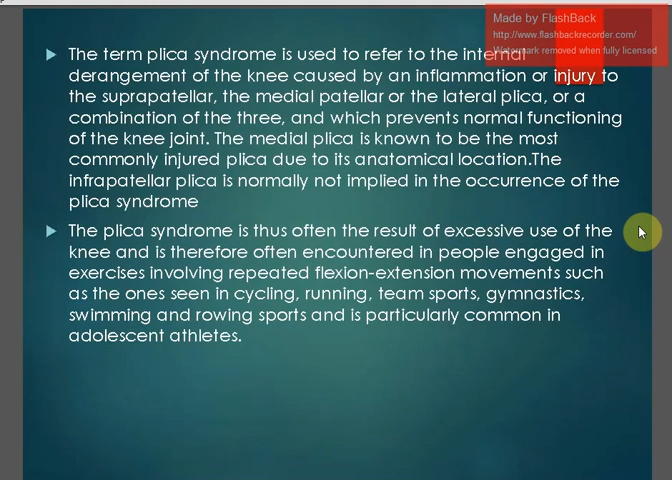 Made by FlashBack
http://www.flashbackrecorder.com/
Watermark removed when fully licensed
The term plica syndrome is used to refer to the internal
derangement of the knee caused by an inflammation or injury to
the suprapatellar, the medial patellar or the lateral plica, or a
combination of the three, and which prevents normal functioning
of the knee joint. The medial plica is known to be the most
commonly injured plica due to its anatomical location.The
infrapatellar plica is normally not implied in the occurrence of the
plica syndrome
The plica syndrome is thus often the result of excessive use of the
knee and is therefore often encountered in people engaged in
exercises involving repeated flexion-extension movements such
as the ones seen in cycling, running, team sports, gymnastics,
swimming and rowing sports and is particularly common in
adolescent athletes.